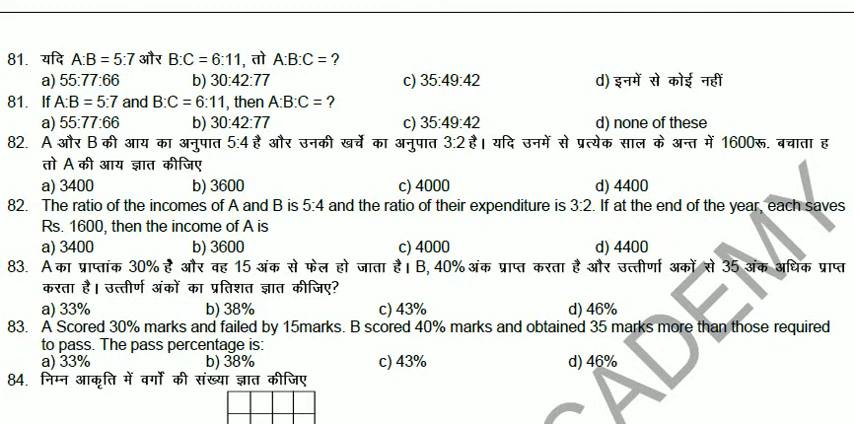 81. यदि A:B = 5:7 और B:C = 6:11, तो A:B:C = ?
a) 55:77:66 b) 30:42:77 c) 35:49:42 d) इनमें से कोई नहीं
81. If A:B = 5:7 and B:C = 6:11, then A:B:C = ?
a) 55:77:66 b) 30:42:77 c) 35:49:42 d) none of these
82. A और B की आय का अनुपात 5:4 है और उनकी खर्चे का अनुपात 3:2 है। यदि उनमें से प्रत्येक साल के अन्त में 1600रू. बचाता ह
तो A की आय ज्ञात कीजिए
a) 3400 b) 3600 c) 4000 d) 4400
82. The ratio of the incomes of A and B is 5:4 and the ratio of their expenditure is 3:2. If at the end of the year, each saves
Rs. 1600, then the income of A is
a) 3400 b) 3600 c) 4000 d) 4400
83. A का प्राप्तांक 30% है और वह 15 अंक से फेल हो जाता है। B, 40% अंक प्राप्त करता है और उत्तीर्णा अकों से 35 अंक अधिक प्राप्त
करता है। उत्तीर्ण अंकों का प्रतिशत ज्ञात कीजिए?
a) 33% b) 38% c) 43% d) 46%
83. A Scored 30% marks and failed by 15marks. B scored 40% marks and obtained 35 marks more than those required
to pass. The pass percentage is:
a) 33% b) 38% c) 43% d) 46%
84. निम्न आकृति में वर्गों की संख्या ज्ञात कीजिए
CADEMY